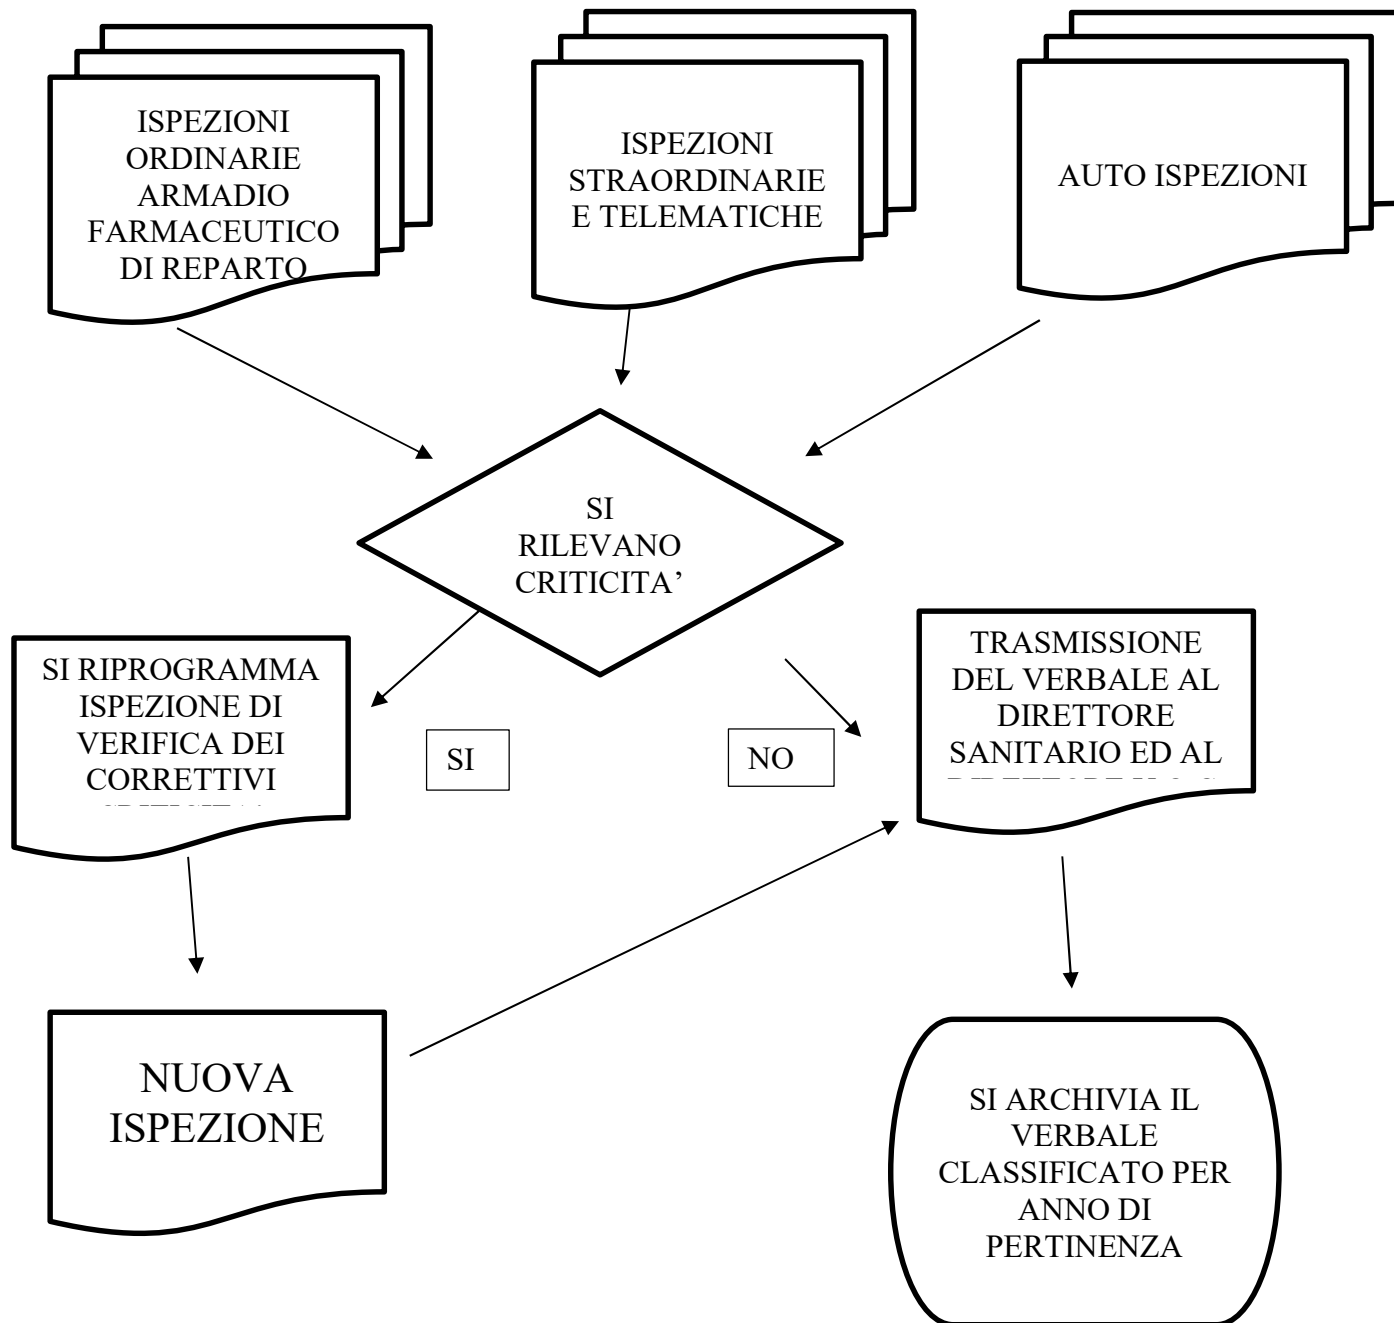 ISPEZIONI
ORDINARIE
ARMADIO
FARMACEUTICO
DI REPARTO
ISPEZIONI
STRAORDINARIE
E TELEMATICHE
AUTO ISPEZIONI
SI
RILEVANO
CRITICITA’
SI RIPROGRAMMA
ISPEZIONE DI
VERIFICA DEI
CORRETTIVI
SI
NO
TRASMISSIONE
DEL VERBALE AL
DIRETTORE
SANITARIO ED AL
NUOVA
ISPEZIONE
SI ARCHIVIA IL
VERBALE
CLASSIFICATO PER
ANNO DI
PERTINENZA